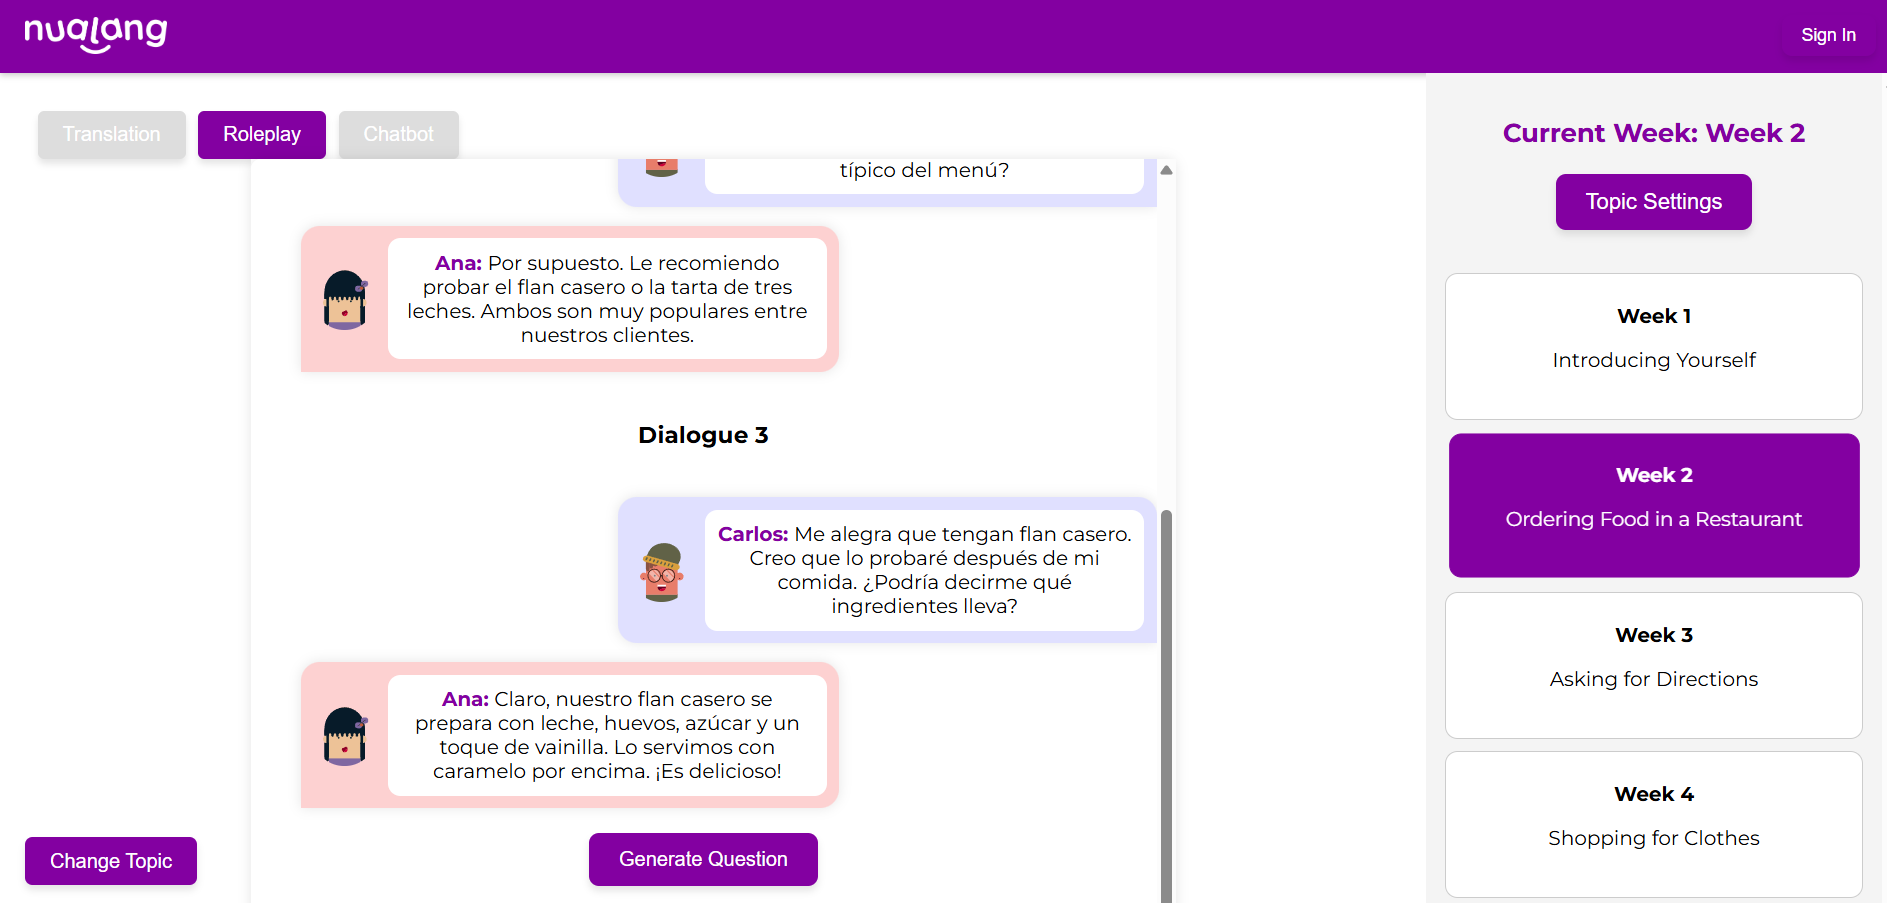 nualang
Sign In
Translation
Roleplay
Chatbot
típico del menú?
Ana: Por supuesto. Le recomiendo
probar el flan casero o la tarta de tres
leches. Ambos son muy populares entre
nuestros clientes.
Dialogue 3
Carlos: Me alegra que tengan flan casero.
Creo que lo probaré después de mi
comida. ¿Podría decirme qué
ingredientes lleva?
Ana: Claro, nuestro flan casero se
prepara con leche, huevos, azúcar y un
toque de vainilla. Lo servimos con
caramelo por encima. ¡Es delicioso!
Generate Question
Change Topic
Current Week: Week 2
Topic Settings
Week 1
Introducing Yourself
Week 2
Ordering Food in a Restaurant
Week 3
Asking for Directions
Week 4
Shopping for Clothes